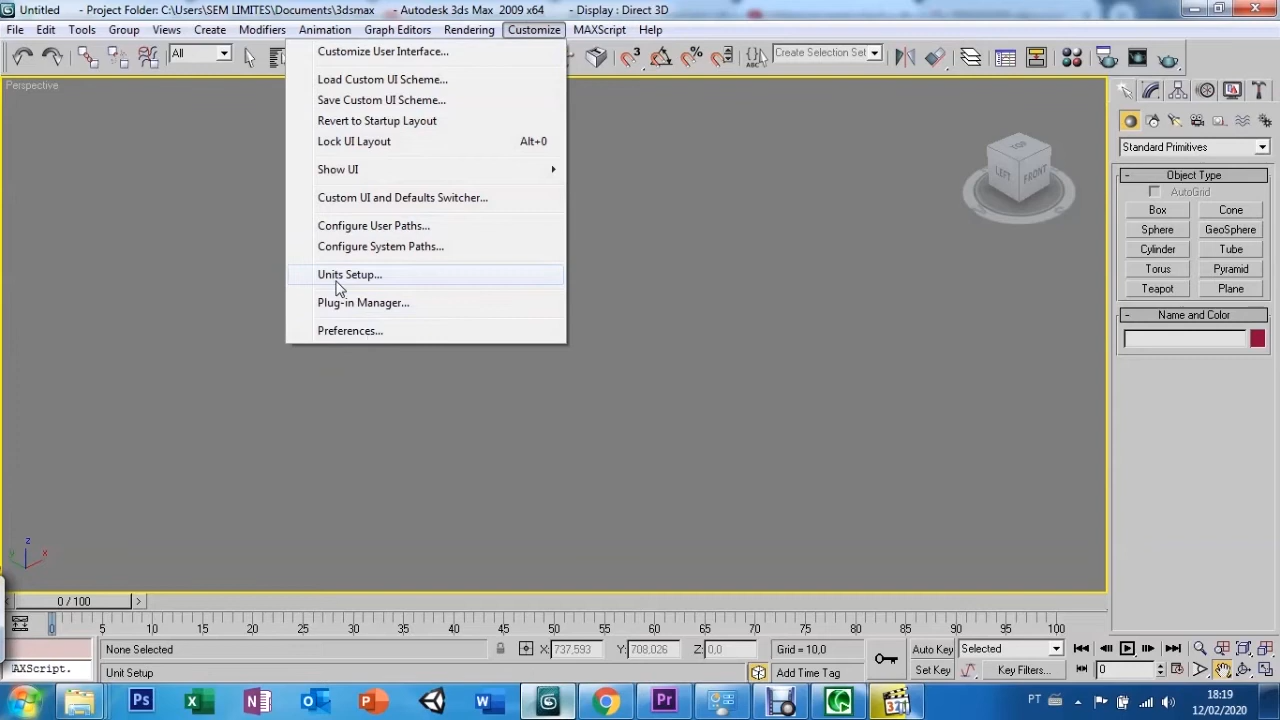 Untitled - Project Folder: C:\Users\SEM LIMITES\Documents\3dsmax - Autodesk 3ds Max 2009 x64 - Display : Direct 3D
File Edit Tools Group Views Create Modifiers Animation Graph Editors Rendering Customize MAXScript Help
All
Create Selection Set
Perspective
Customize User Interface...
Load Custom UI Scheme...
Save Custom UI Scheme...
Revert to Startup Layout
Lock UI Layout Alt+0
Show UI
Custom UI and Defaults Switcher...
Configure User Paths...
Configure System Paths...
Units Setup...
Plug-in Manager...
Preferences...
TOP
LEFT FRONT
Standard Primitives
- Object Type
AutoGrid
Box Cone
Sphere GeoSphere
Cylinder Tube
Torus Pyramid
Teapot Plane
- Name and Color
z
y x
0 / 100
0 5 10 15 20 25 30 35 40 45 50 55 60 65 70 75 80 85 90 95 100
None Selected X: 737,593 Y: 708,026 Z: 0,0 Grid = 10,0 Auto Key Selected
AXScript. Unit Setup Add Time Tag Set Key Key Filters... 0
PT 18:19
12/02/2020